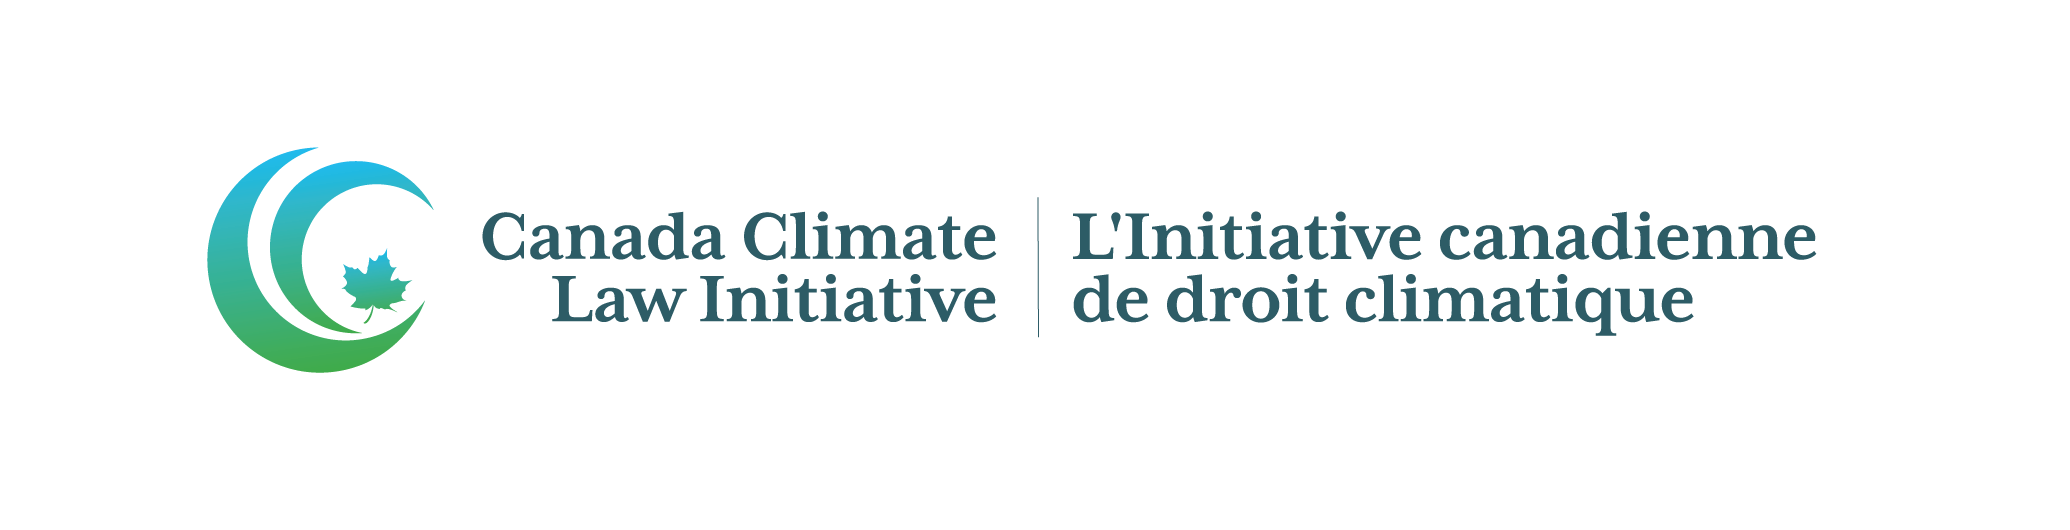 Canada Climate
Law Initiative
L'Initiative canadienne
de droit climatique